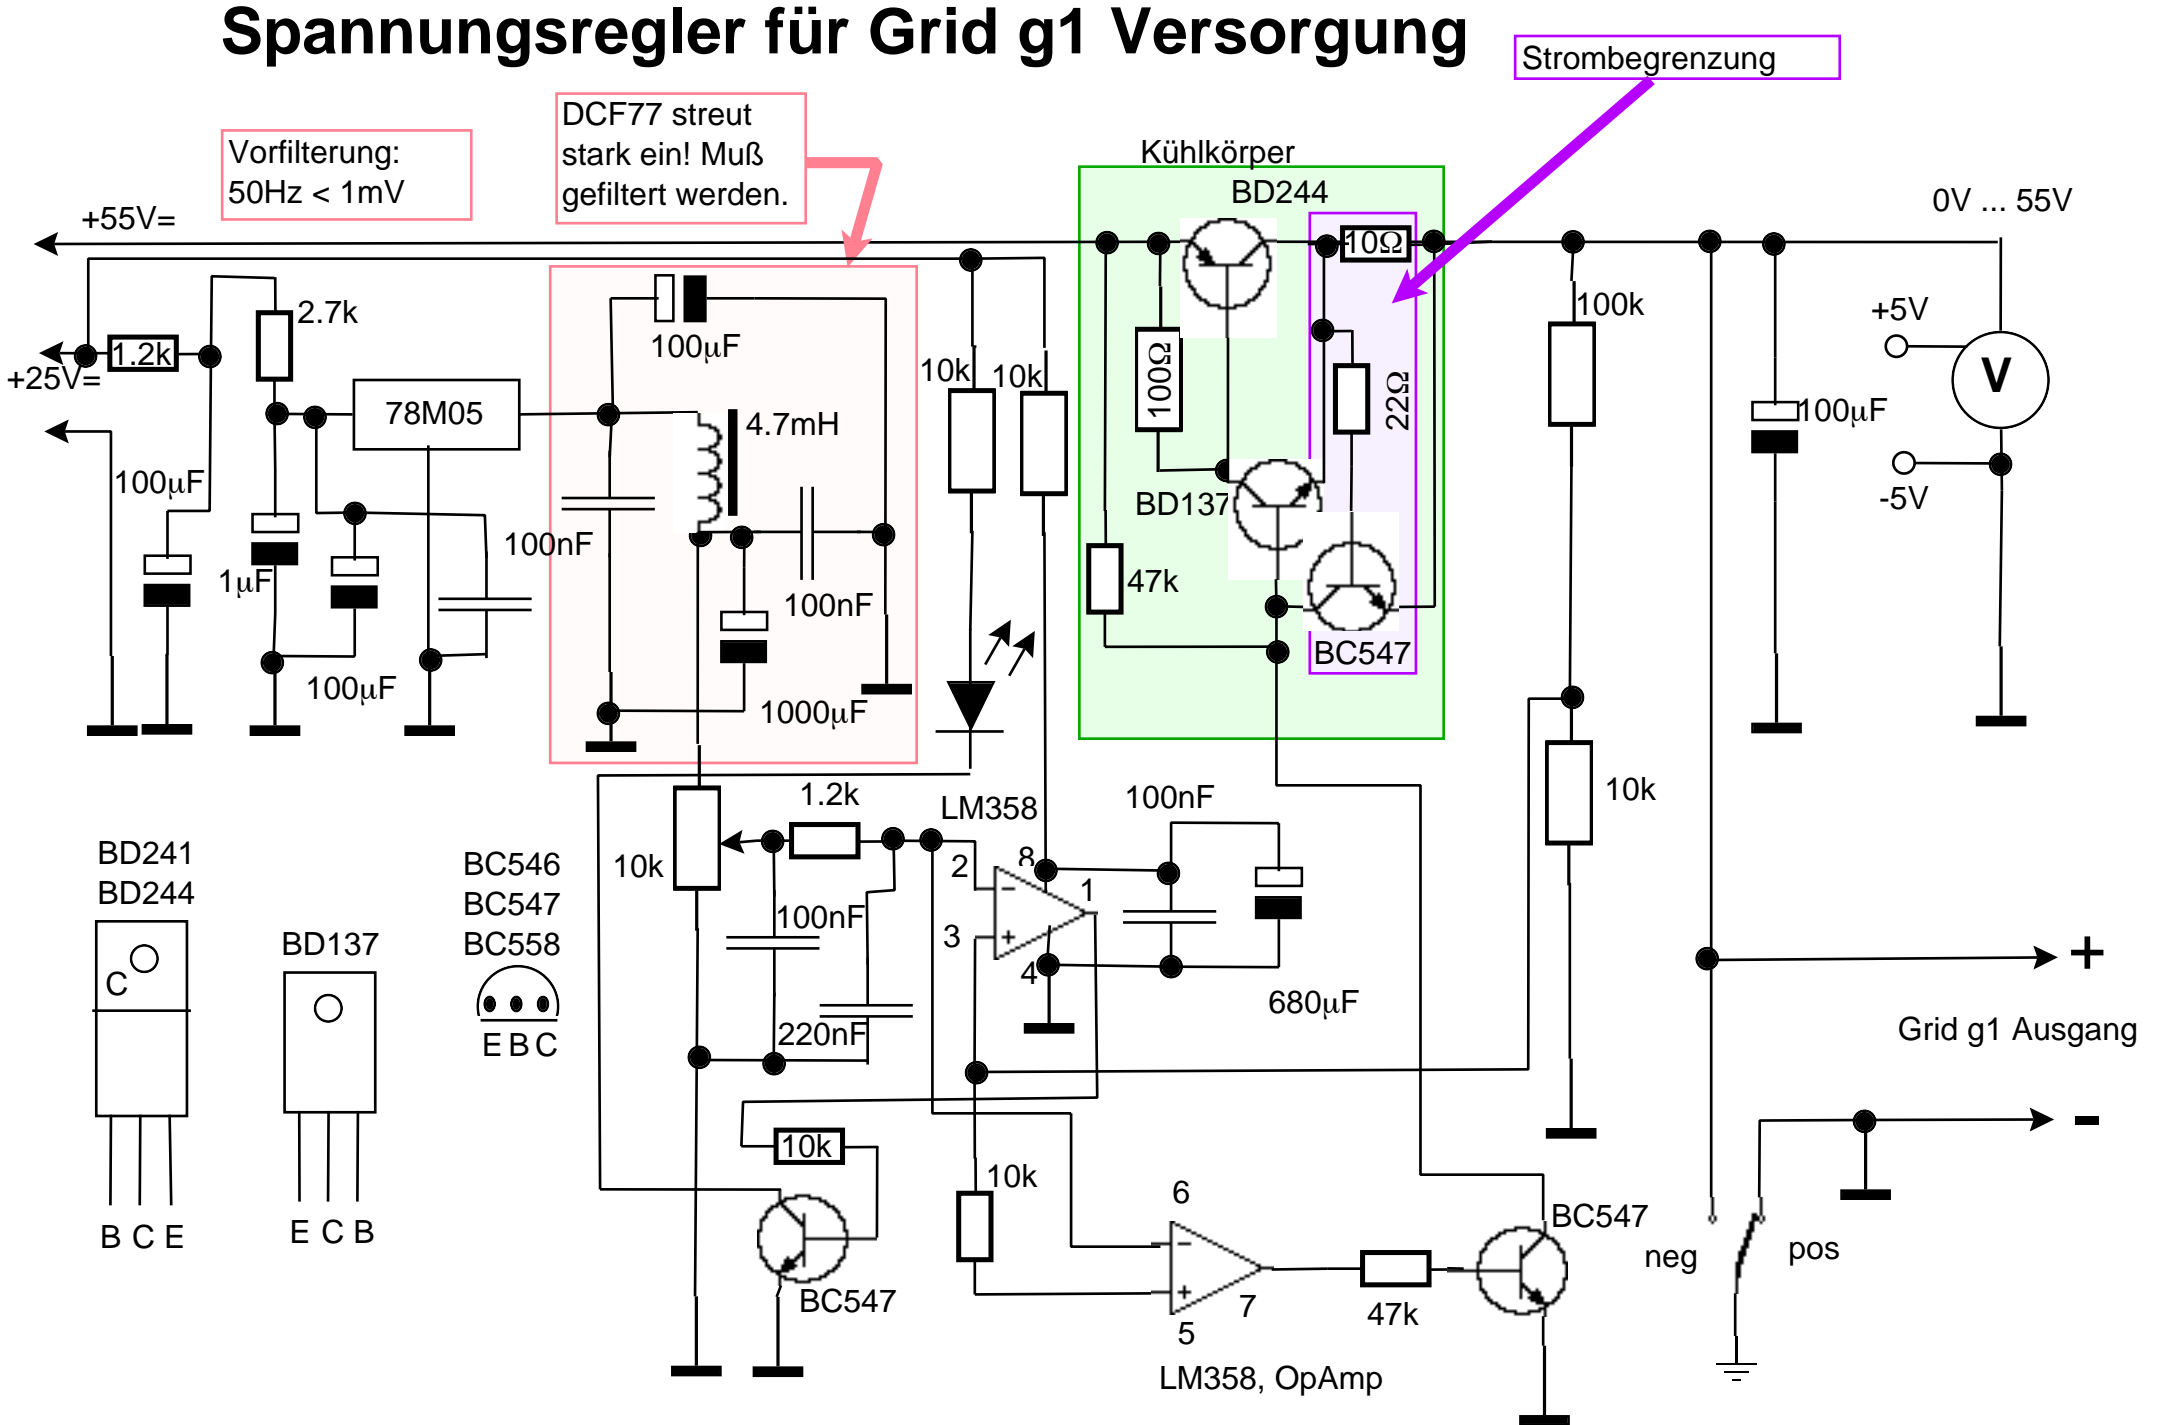 Spannungsregler für Grid g1 Versorgung
Strombegrenzung
DCF77 streut
stark ein! Muß
gefiltert werden.
Vorfilterung:
50Hz < 1mV
Kühlkörper
BD244
0V ... 55V
+55V=
10Ω
2.7k
100k
+5V
1.2k
100µF
+25V=
10k
10k
100Ω
22Ω
78M05
4.7mH
100µF
V
100µF
BD137
-5V
100nF
1µF
47k
100nF
BC547
100µF
1000µF
1.2k
LM358
100nF
10k
BD241
BD244
BC546
BC547
BC558
10k
2
8
1
100nF
3
+
C
BD137
4
680µF
220nF
Grid g1 Ausgang
E B C
-
10k
10k
6
BC547
B C E
E C B
neg
pos
BC547
7
47k
5
LM358, OpAmp